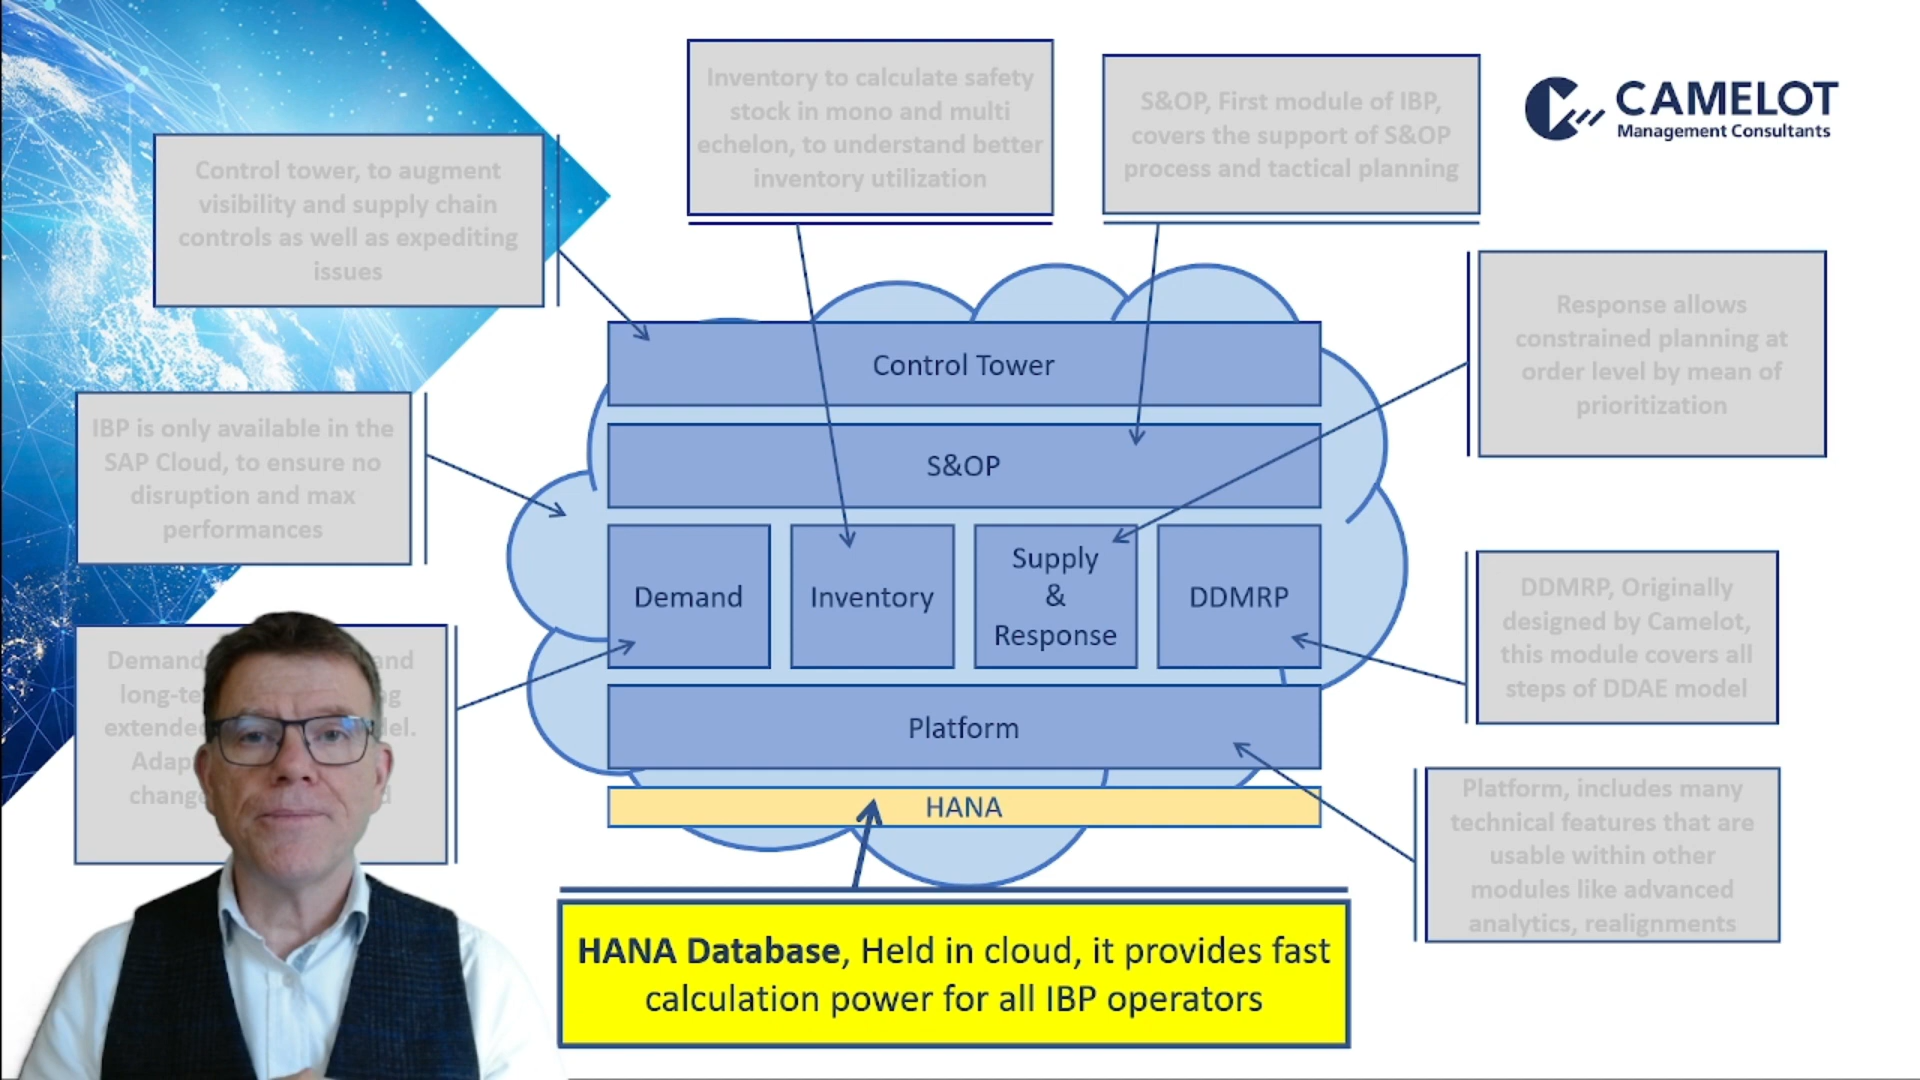 CAMELOT
Management Consultants
Inventory to calculate safety
stock in mono and multi
echelon, to understand better
inventory utilization
S&OP, First module of IBP,
covers the support of S&OP
process and tactical planning
Control tower, to augment
visibility and supply chain
controls as well as expediting
issues
Response allows
constrained planning at
order level by mean of
prioritization
IBP is only available in the
SAP Cloud, to ensure no
disruption and max
performances
Control Tower
S&OP
Demand
Inventory
Supply
&
Response
DDMRP
Platform
HANA
DDMRP, Originally
designed by Camelot,
this module covers all
steps of DDAE model
Demand
and
Platform, includes many
technical features that are
usable within other
modules like advanced
analytics, realignments
HANA Database, Held in cloud, it provides fast
calculation power for all IBP operators